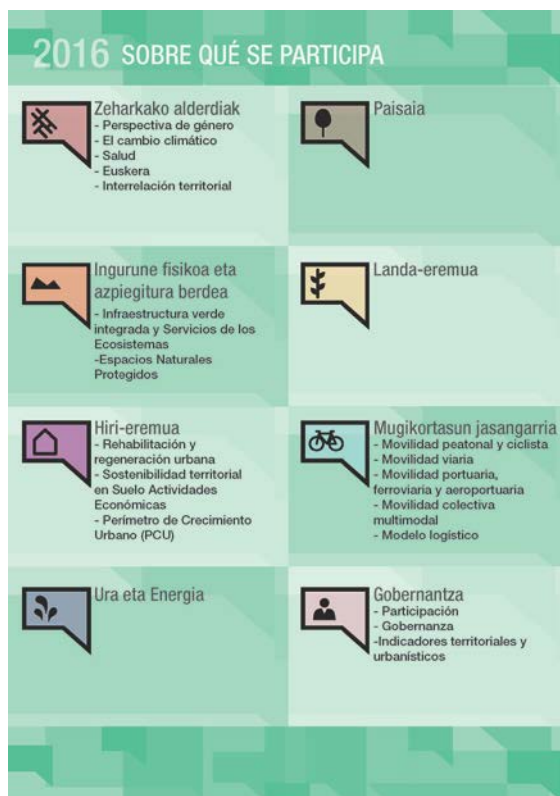 2016 SOBRE QUÉ SE PARTICIPA
Zeharkako alderdiak
- Perspectiva de género
- El cambio climático
- Salud
- Euskera
- Interrelación territorial
Paisaia
Ingurune fisikoa eta
azpiegitura berdea
- Infraestructura verde
integrada y Servicios de los
Ecosistemas
-Espacios Naturales
Protegidos
Landa-eremua
Hiri-eremua
- Rehabilitación y
regeneración urbana
- Sostenibilidad territorial
en Suelo Actividades
Económicas
- Perímetro de Crecimiento
Urbano (PCU)
Mugikortasun jasangarria
- Movilidad peatonal y ciclista
- Movilidad viaria
- Movilidad portuaria,
ferroviaria y aeroportuaria
- Movilidad colectiva
multimodal
- Modelo logístico
Ura eta Energia
Gobernantza
- Participación
- Gobernanza
-Indicadores territoriales y
urbanísticos